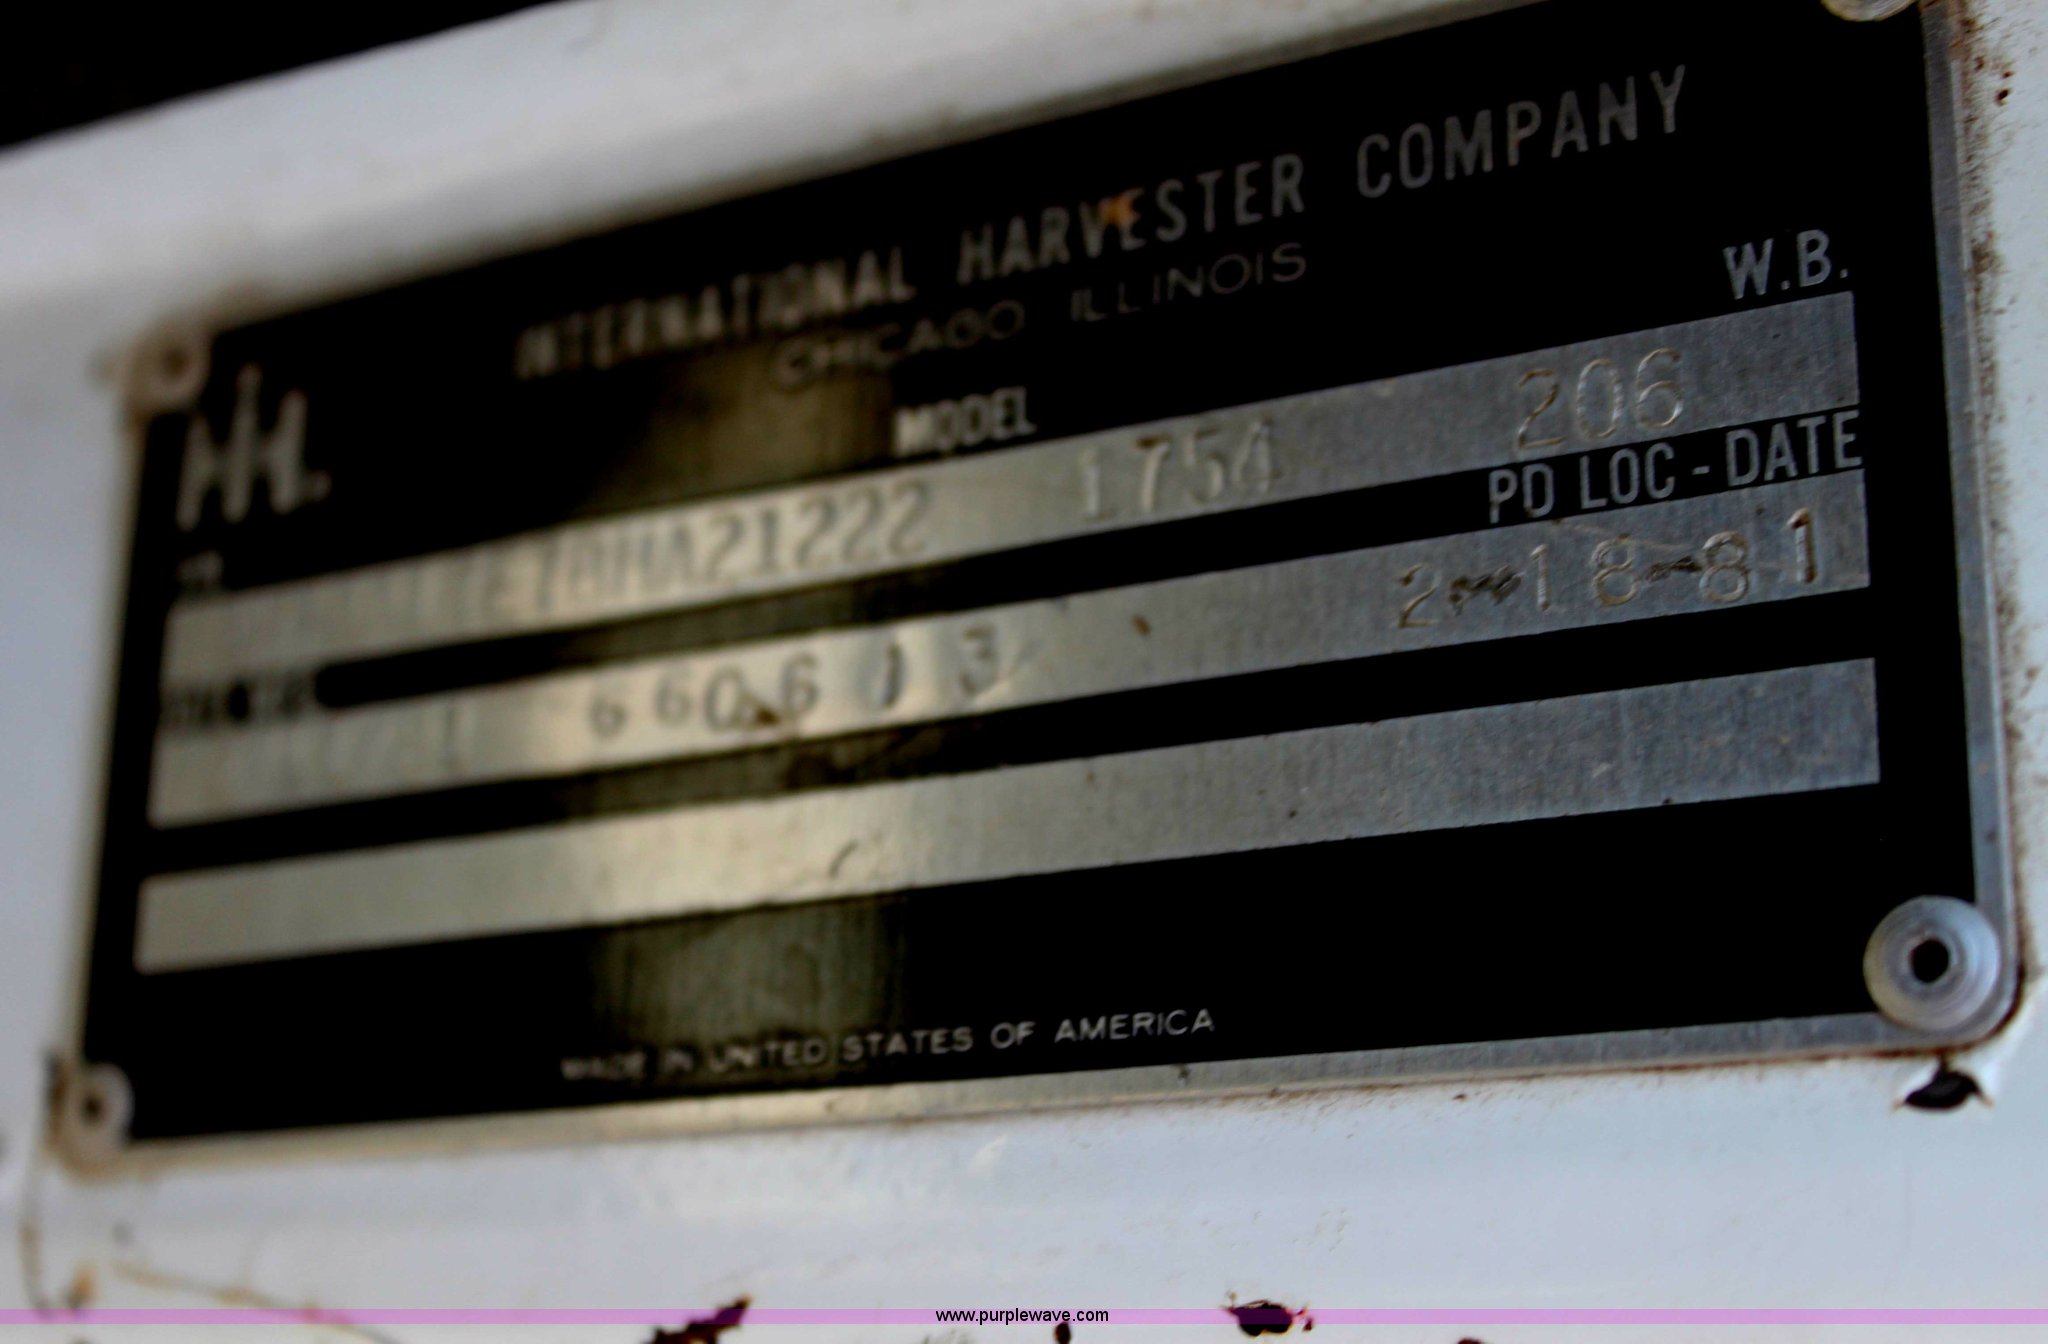 INTERNATIONAL HARVESTER COMPANY
CHICAGO ILLINOIS
IH.
MODEL
W.B.
1754 206
PD LOC-DATE
2-18-81
MADE IN UNITED STATES OF AMERICA
www.purplewave.com